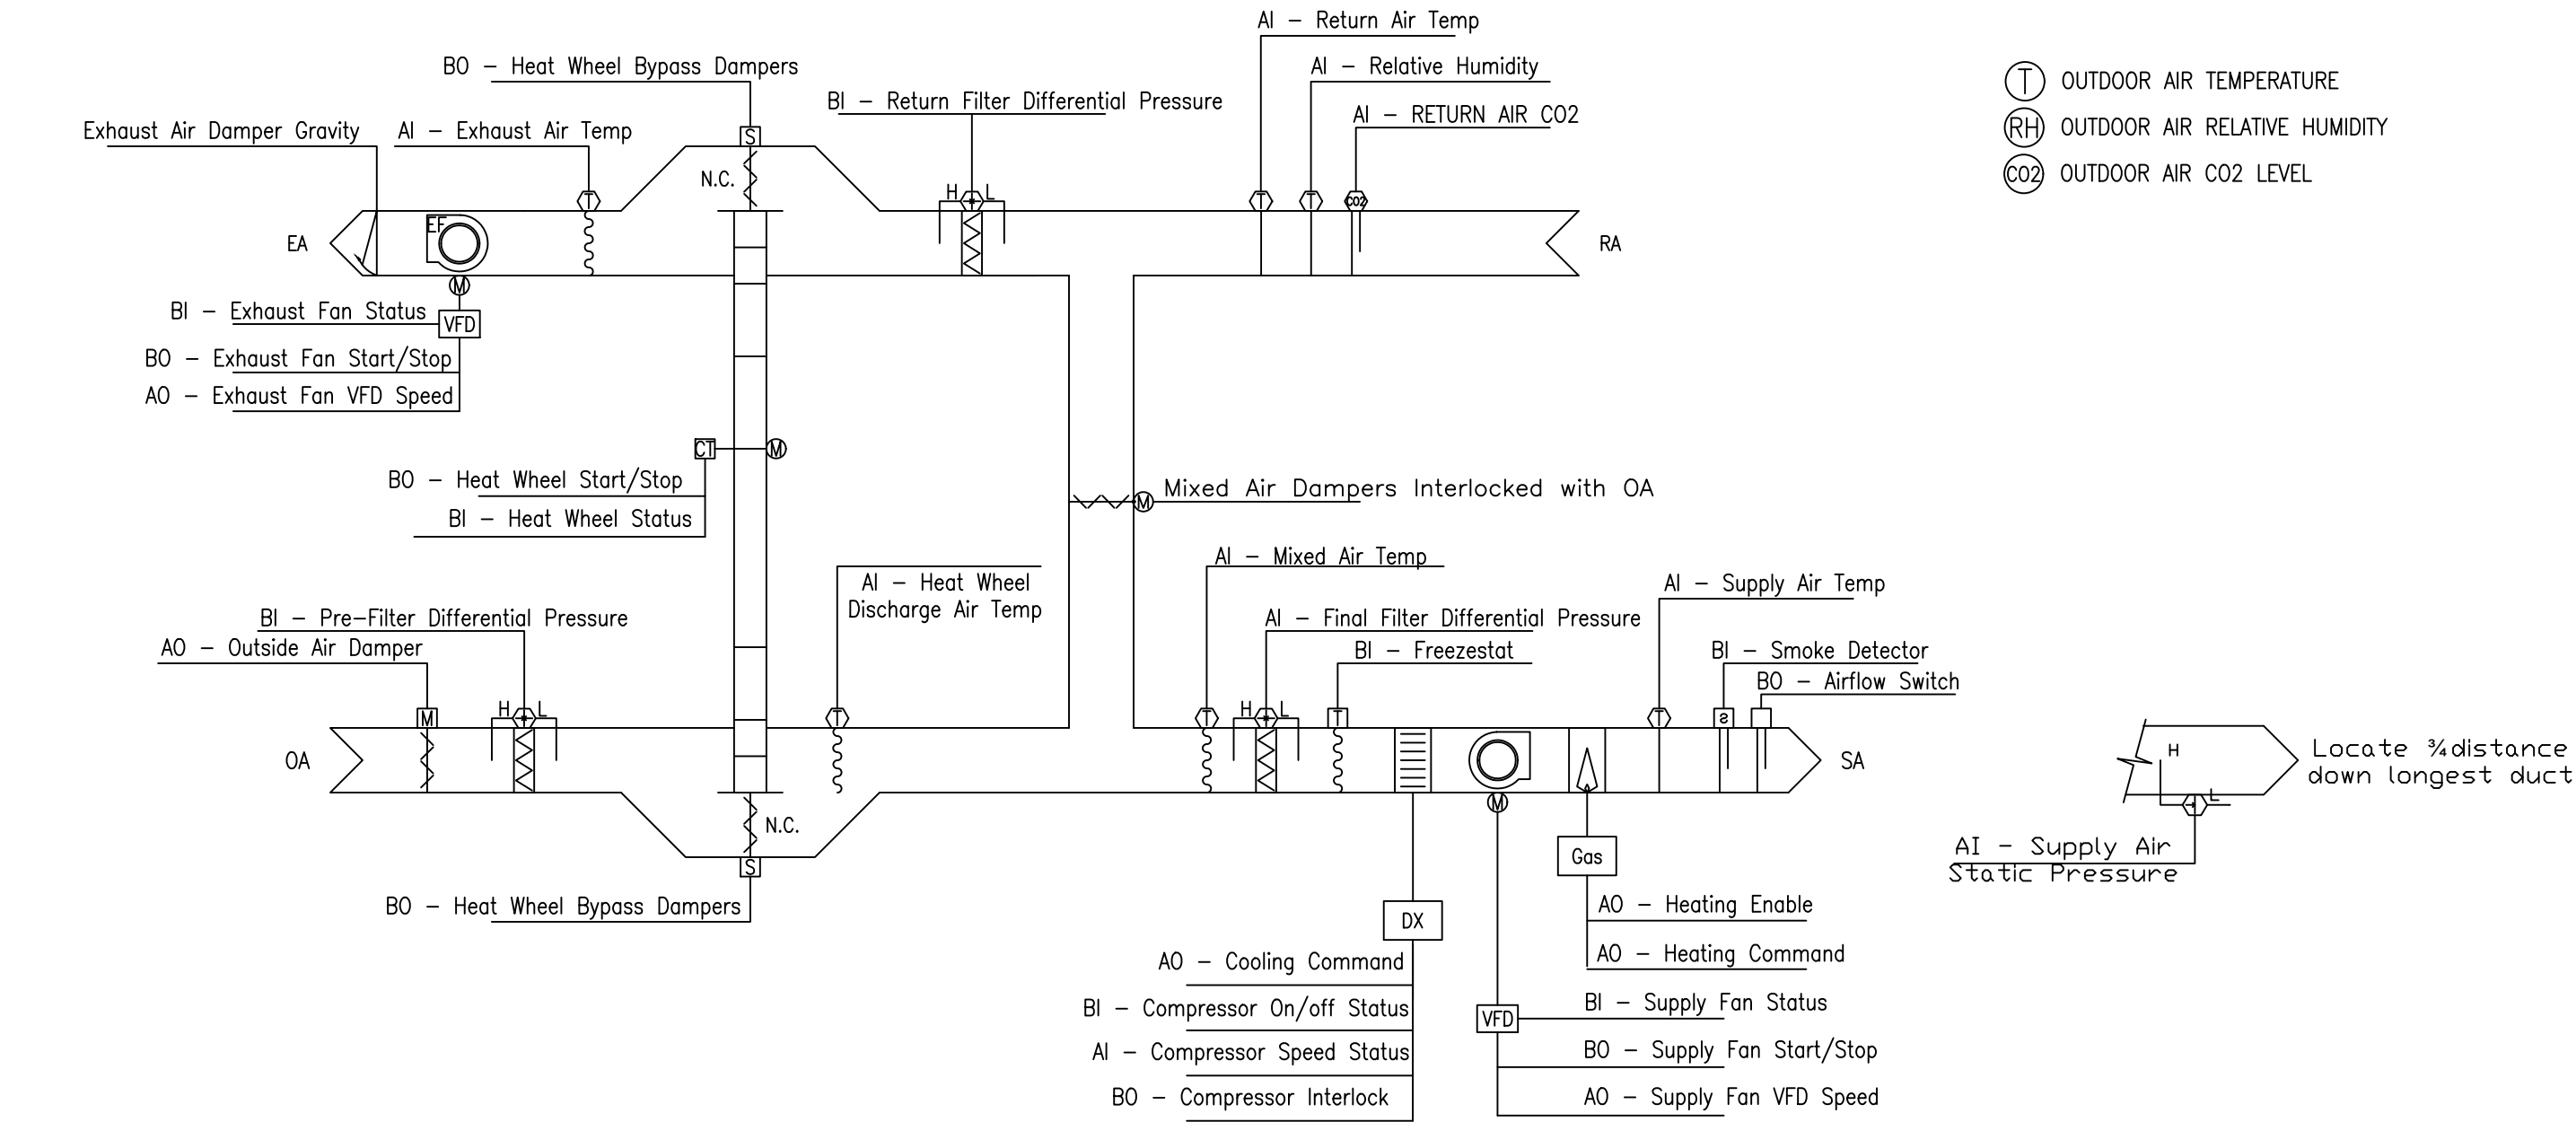 AI - Return Air Temp
BO - Heat Wheel Bypass Dampers
AI - Relative Humidity
T OUTDOOR AIR TEMPERATURE
BI - Return Filter Differential Pressure
AI - RETURN AIR CO2
RH OUTDOOR AIR RELATIVE HUMIDITY
Exhaust Air Damper Gravity
AI - Exhaust Air Temp
S
CO2 OUTDOOR AIR CO2 LEVEL
N.C.
H L
T
T
T
CO2
EF
EA
RA
M
BI - Exhaust Fan Status
VFD
BO - Exhaust Fan Start/Stop
AO - Exhaust Fan VFD Speed
CT
M
BO - Heat Wheel Start/Stop
BI - Heat Wheel Status
M
Mixed Air Dampers Interlocked with OA
AI - Mixed Air Temp
AI - Heat Wheel
Discharge Air Temp
AI - Supply Air Temp
BI - Pre-Filter Differential Pressure
AI - Final Filter Differential Pressure
AO - Outside Air Damper
BI - Freezestat
BI - Smoke Detector
BO - Airflow Switch
M
H L
T
T
H L
T
T
S
OA
SA
H
L
Locate ¾ distance
down longest duct
M
N.C.
S
Gas
AI - Supply Air
Static Pressure
BO - Heat Wheel Bypass Dampers
DX
AO - Heating Enable
AO - Heating Command
AO - Cooling Command
BI - Compressor On/off Status
AI - Compressor Speed Status
BO - Compressor Interlock
VFD
BI - Supply Fan Status
BO - Supply Fan Start/Stop
AO - Supply Fan VFD Speed